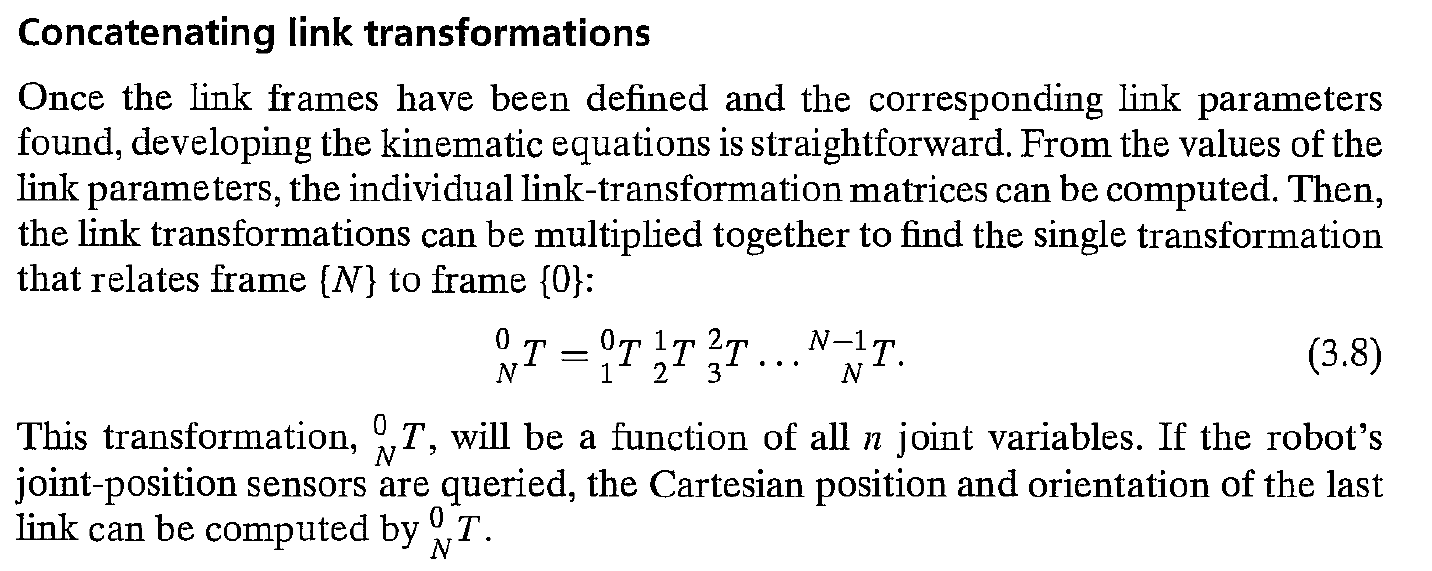 Concatenating link transformations
Once the link frames have been defined and the corresponding link parameters
found, developing the kinematic equations is straightforward. From the values of the
link parameters, the individual link-transformation matrices can be computed. Then,
the link transformations can be multiplied together to find the single transformation
that relates frame {N} to frame {0}:
${}^{0}_{N}T = {}^{0}_{1}T\,{}^{1}_{2}T\,{}^{2}_{3}T \ldots {}^{N-1}_{N}T.$ (3.8)
This transformation, ${}^{0}_{N}T$, will be a function of all n joint variables. If the robot's
joint-position sensors are queried, the Cartesian position and orientation of the last
link can be computed by ${}^{0}_{N}T$.